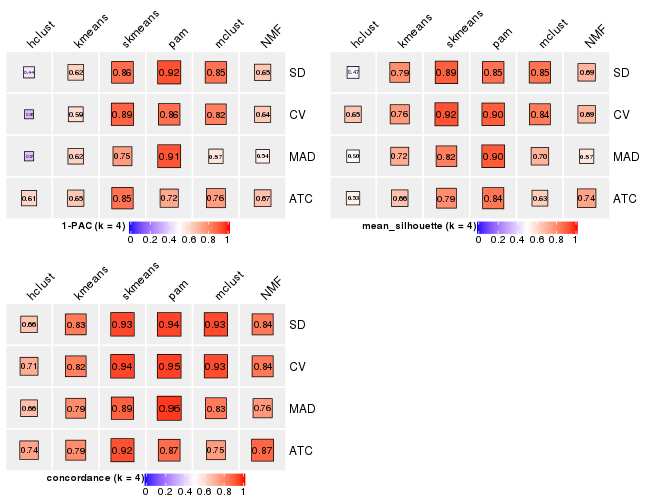 hclust kmeans skmeans pam mclust NMF
0.44 0.62 0.86 0.92 0.85 0.65 SD
0.59 0.89 0.86 0.82 0.64 CV
0.62 0.75 0.91 0.57 0.54 MAD
0.61 0.65 0.85 0.72 0.76 0.67 ATC
1-PAC (k = 4)
0 0.2 0.4 0.6 0.8 1
hclust kmeans skmeans pam mclust NMF
0.47 0.79 0.89 0.85 0.85 0.69 SD
0.65 0.76 0.92 0.90 0.84 0.69 CV
0.50 0.72 0.82 0.90 0.70 0.57 MAD
0.53 0.66 0.79 0.84 0.63 0.74 ATC
mean_silhouette (k = 4)
0 0.2 0.4 0.6 0.8 1
hclust kmeans skmeans pam mclust NMF
0.66 0.83 0.93 0.94 0.93 0.84 SD
0.71 0.82 0.94 0.95 0.93 0.84 CV
0.66 0.79 0.89 0.96 0.83 0.76 MAD
0.74 0.79 0.92 0.87 0.75 0.87 ATC
concordance (k = 4)
0 0.2 0.4 0.6 0.8 1